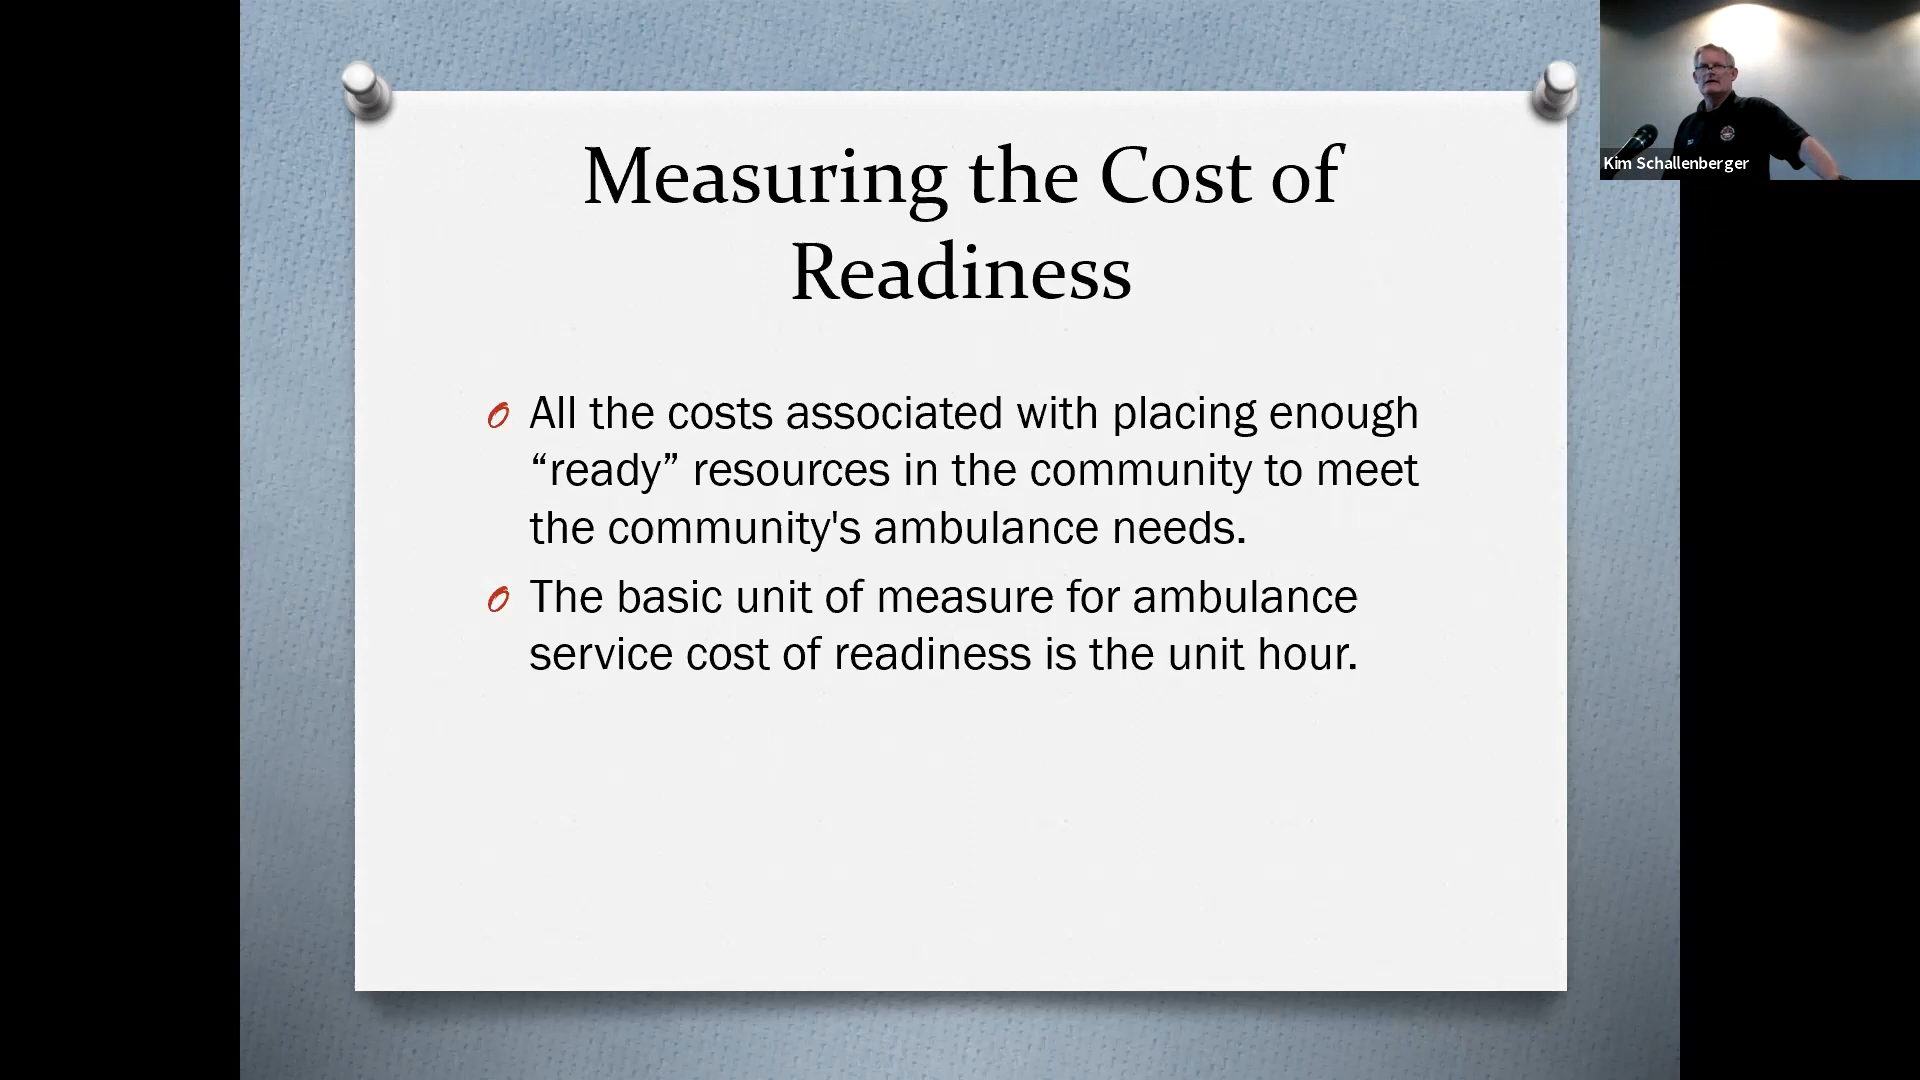 Measuring the Cost of
Readiness
All the costs associated with placing enough
“ready” resources in the community to meet
the community's ambulance needs.
The basic unit of measure for ambulance
service cost of readiness is the unit hour.
Kim Schallenberger